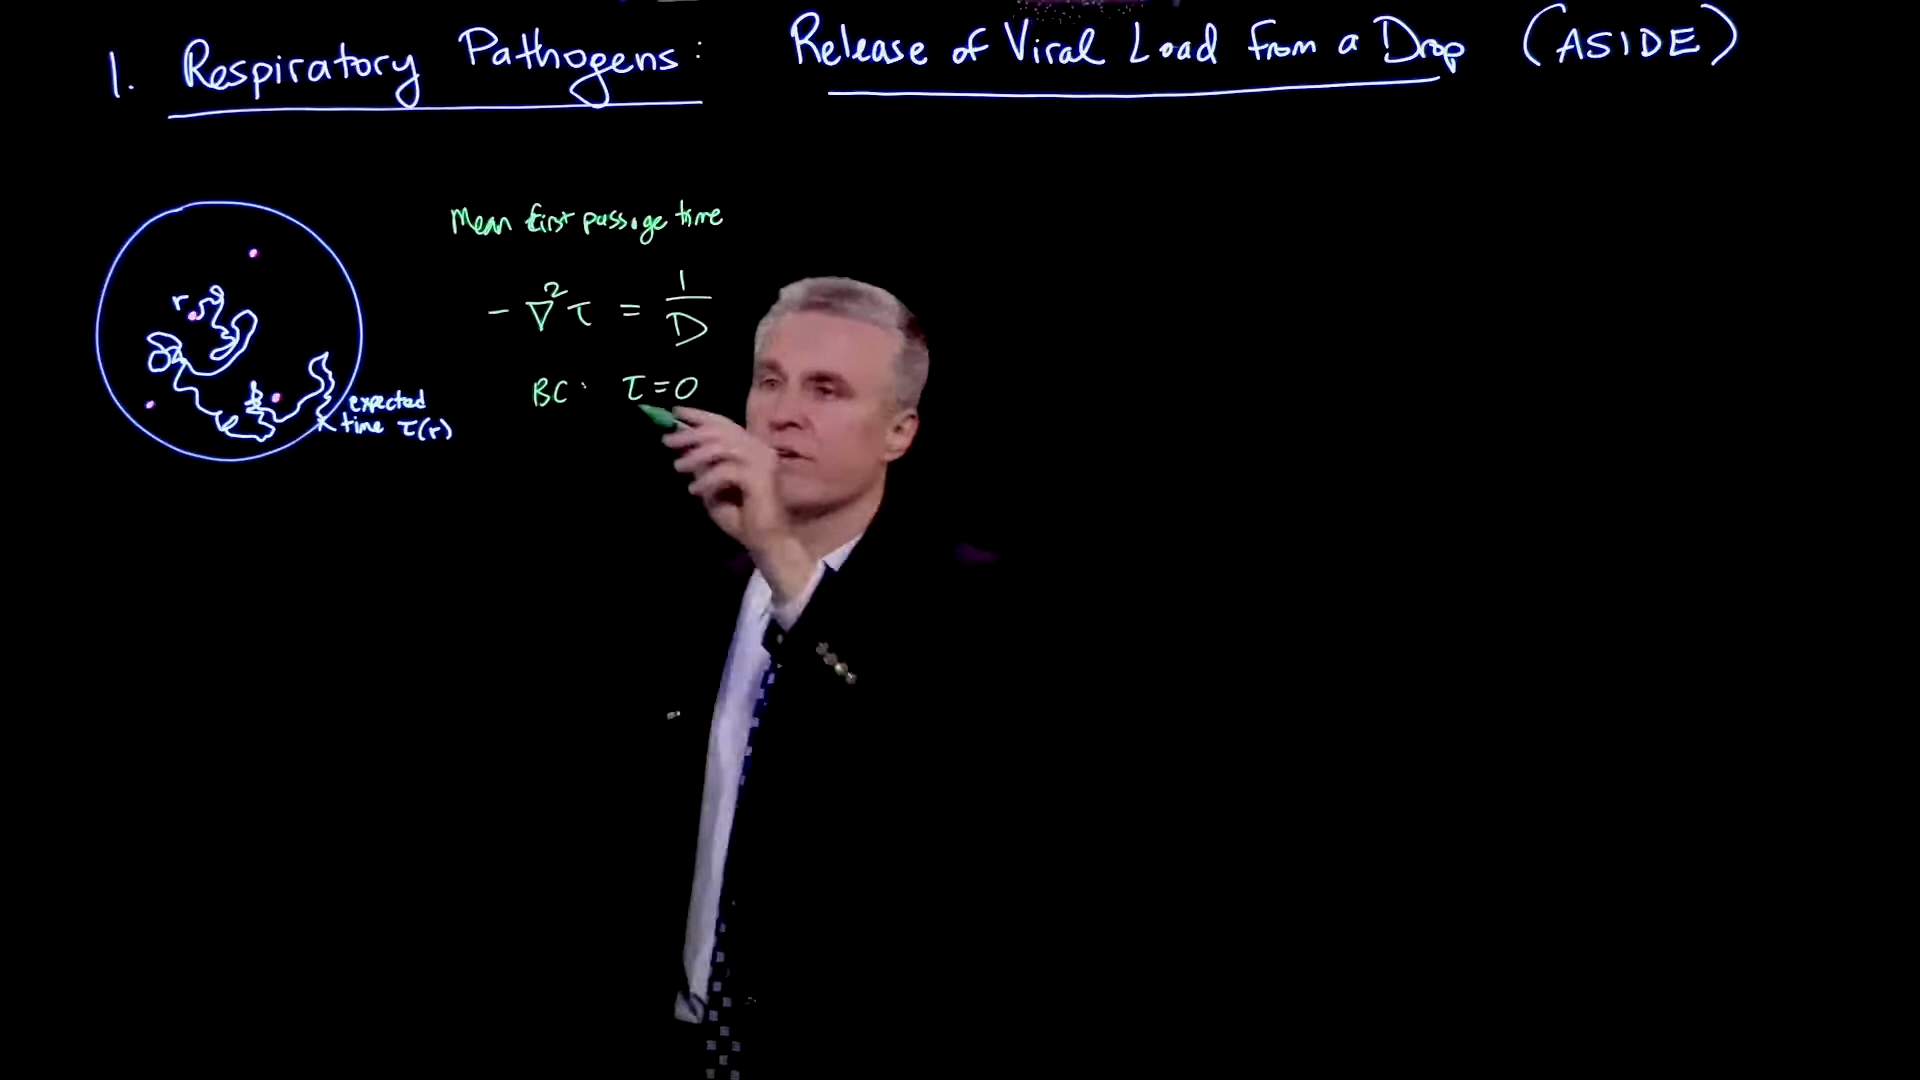 1. Respiratory Pathogens: Release of Viral Load from a Drop (ASIDE)
Mean first passage time
r
- ∇²τ = 1/D
BC: τ=0
expected
time τ(r)